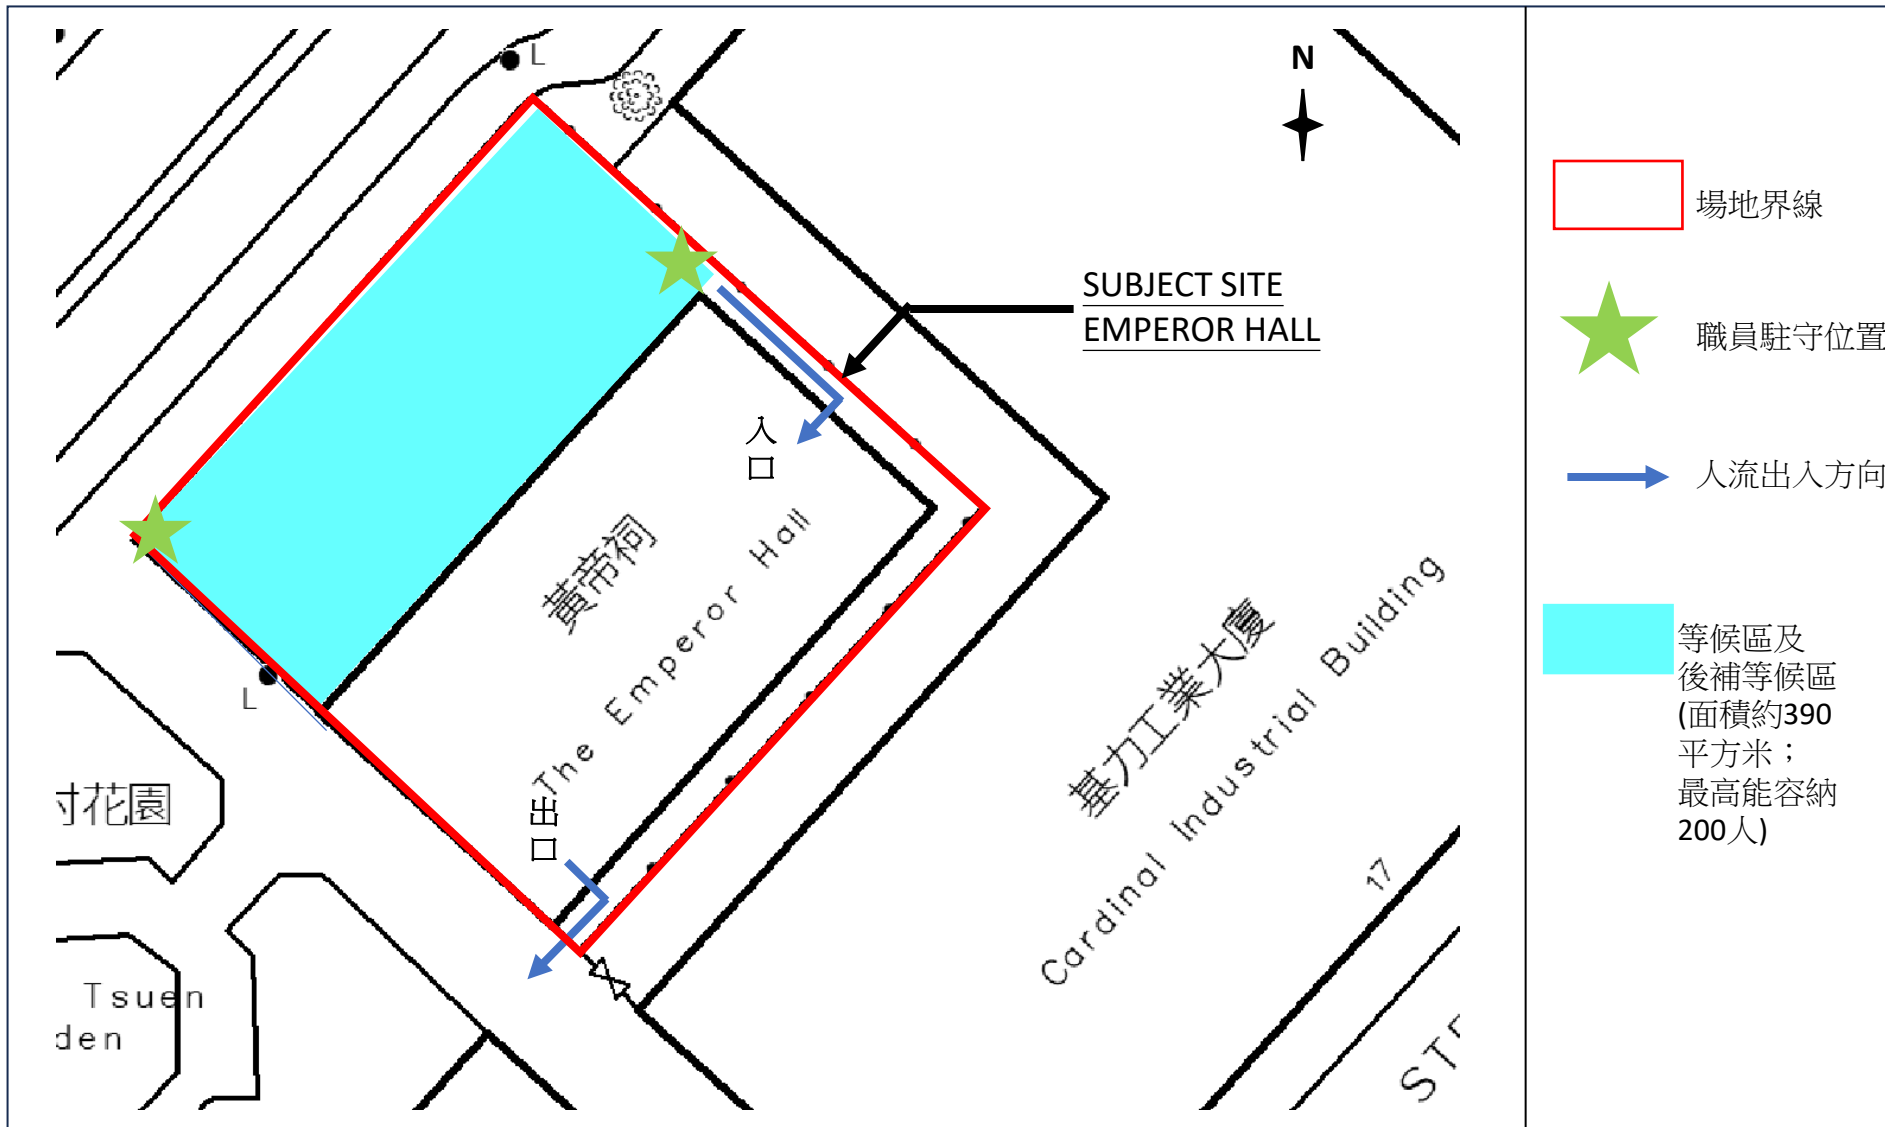 L
N
SUBJECT SITE
EMPEROR HALL
入
口
黃帝祠
The Emperor Hall
基力工業大廈
Cardinal Industrial Building
L
村花園
出
口
17
Tsuen
den
場地界線
職員駐守位置
人流出入方向
等候區及
後補等候區
(面積約390
平方米；
最高能容納
200人)